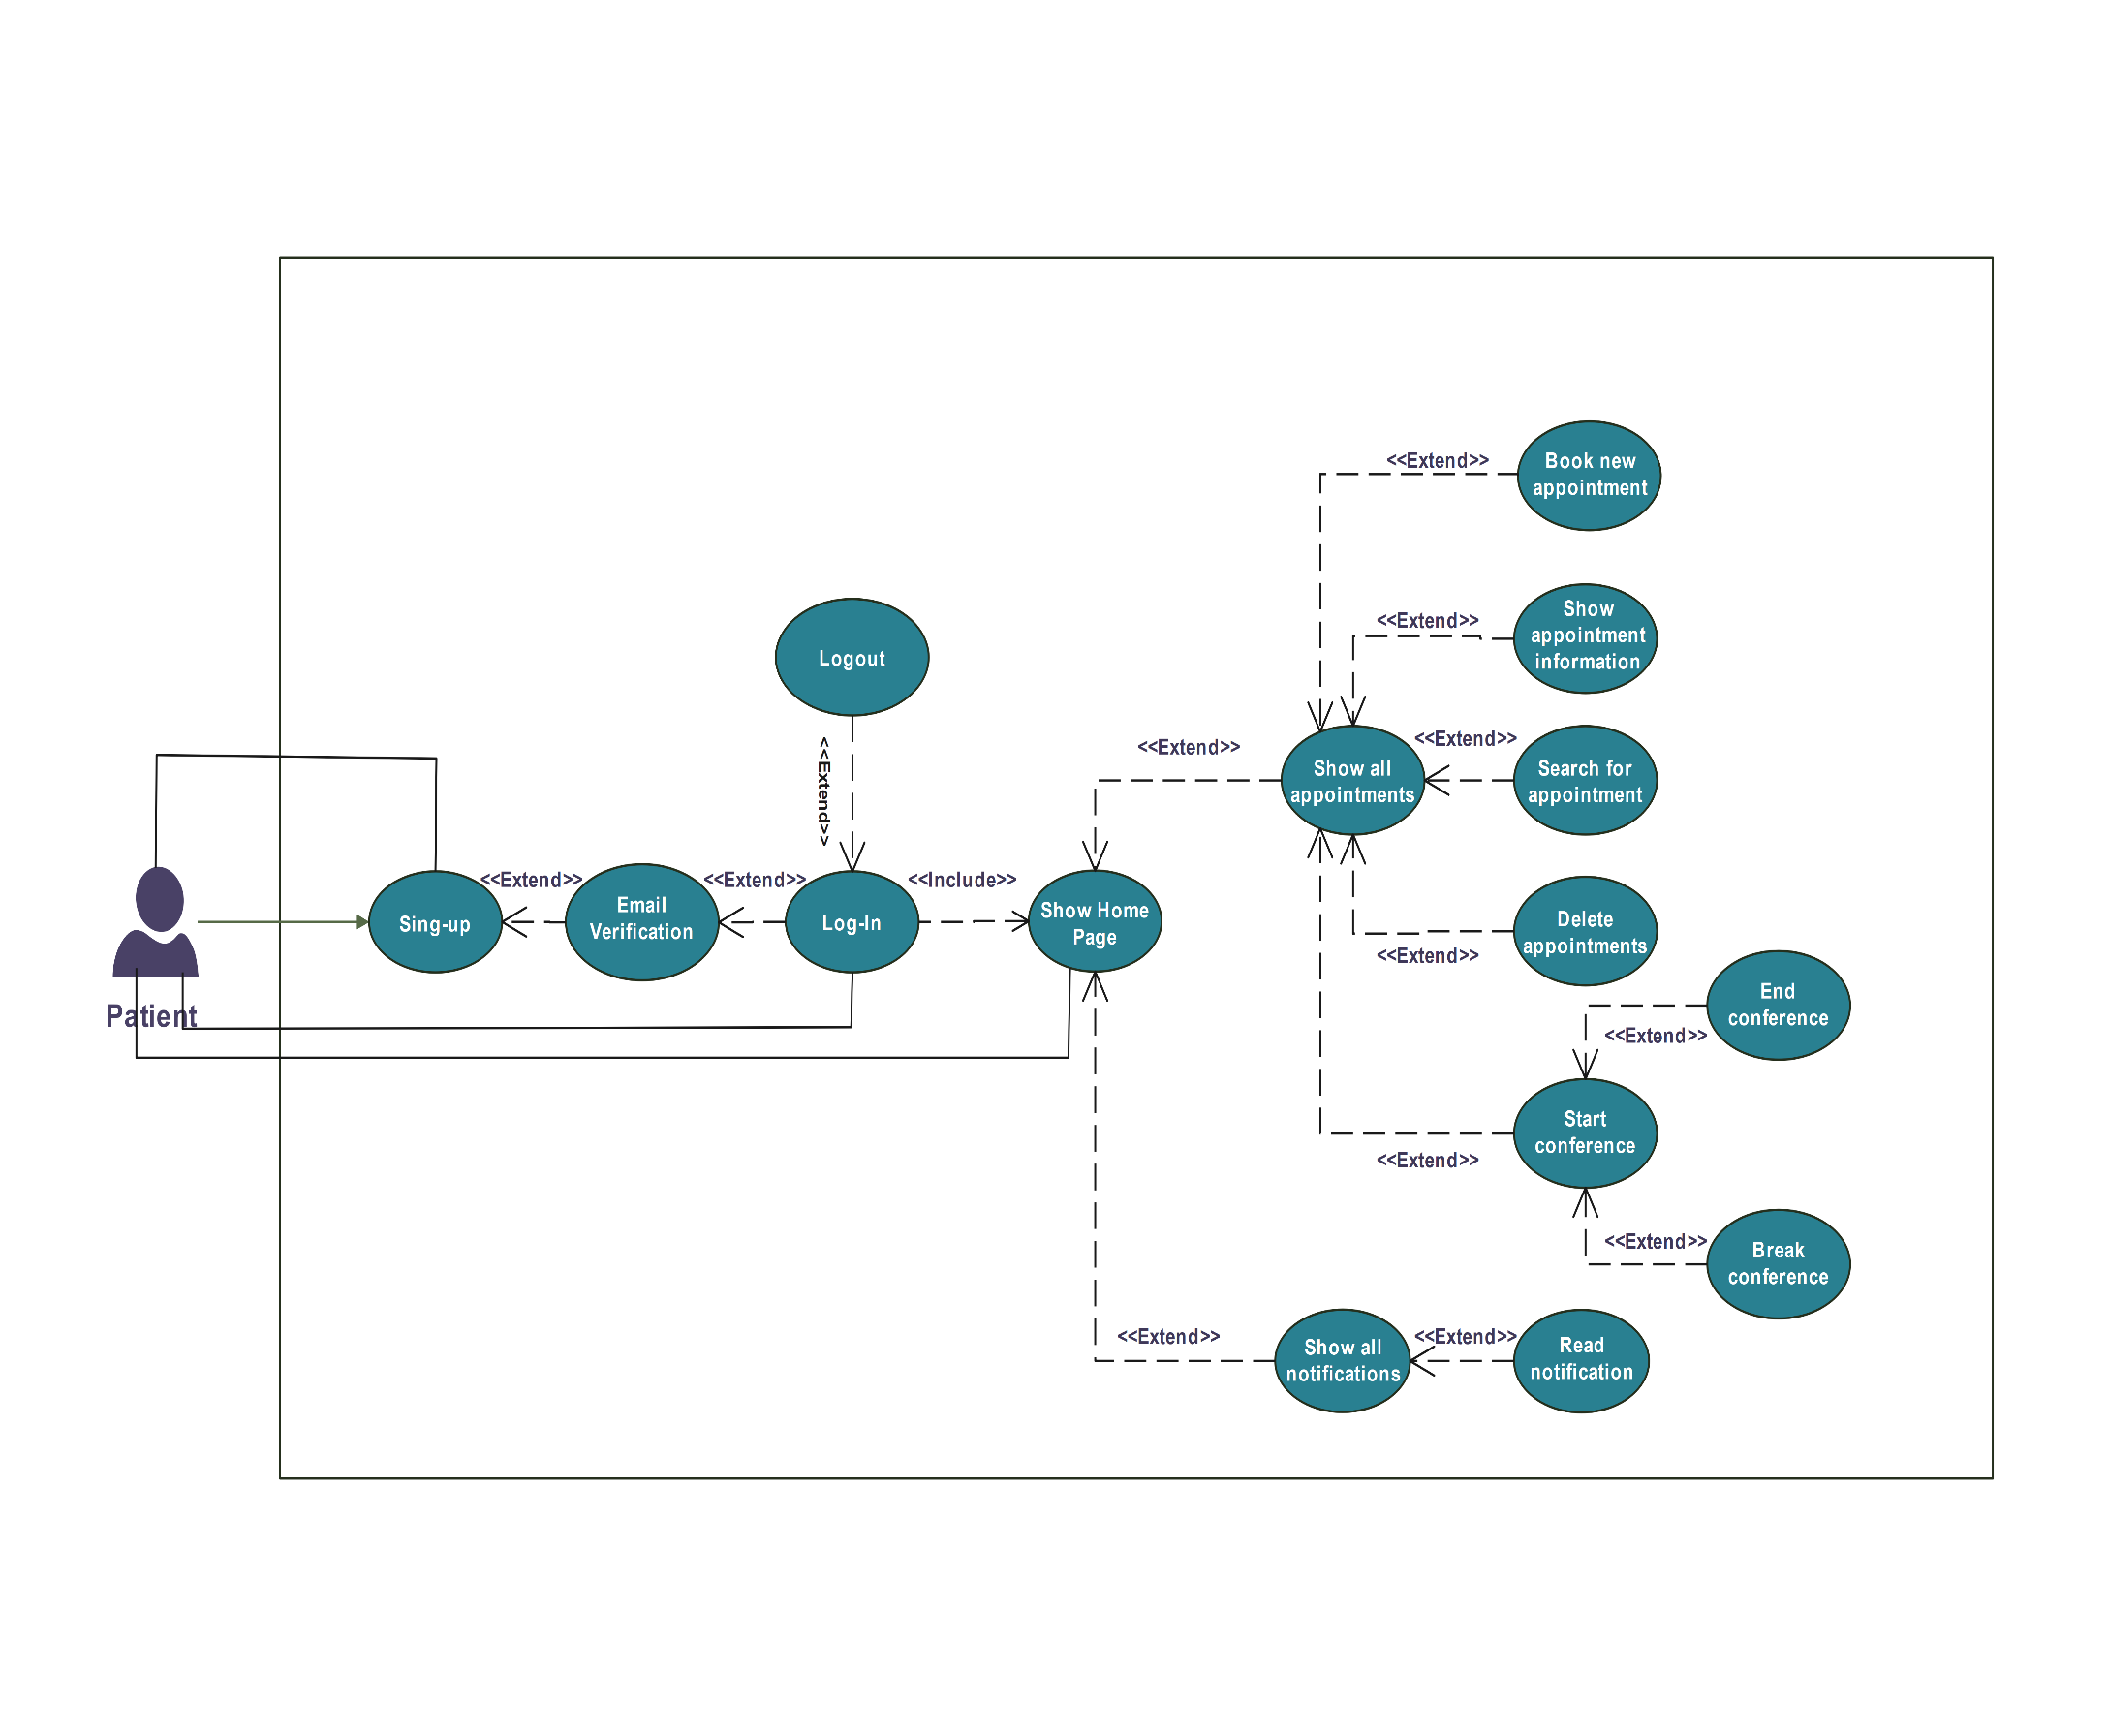 <<Extend>>
Book new
appointment
<<Extend>>
Show
appointment
information
Logout
<<Extend>>
<<Extend>>
<<Extend>>
Show all
appointments
Search for
appointment
<<Extend>>
<<Extend>>
<<Include>>
Sing-up
Email
Verification
Log-In
Show Home
Page
Delete
appointments
<<Extend>>
Patient
End
conference
<<Extend>>
Start
conference
<<Extend>>
<<Extend>>
Break
conference
<<Extend>>
Show all
notifications
<<Extend>>
Read
notification